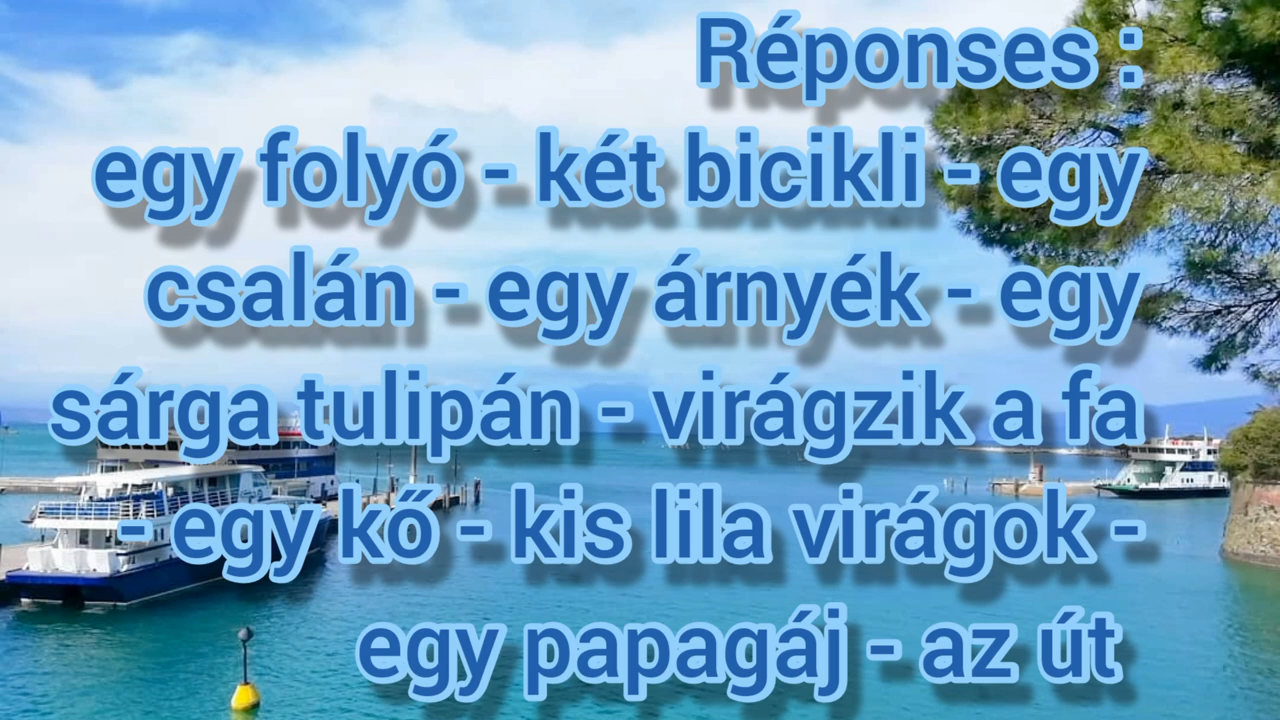 Réponses :
egy folyó - két bicikli - egy
csalán - egy árnyék - egy
sárga tulipán - virágzik a fa
- egy kő - kis lila virágok -
egy papagáj - az út